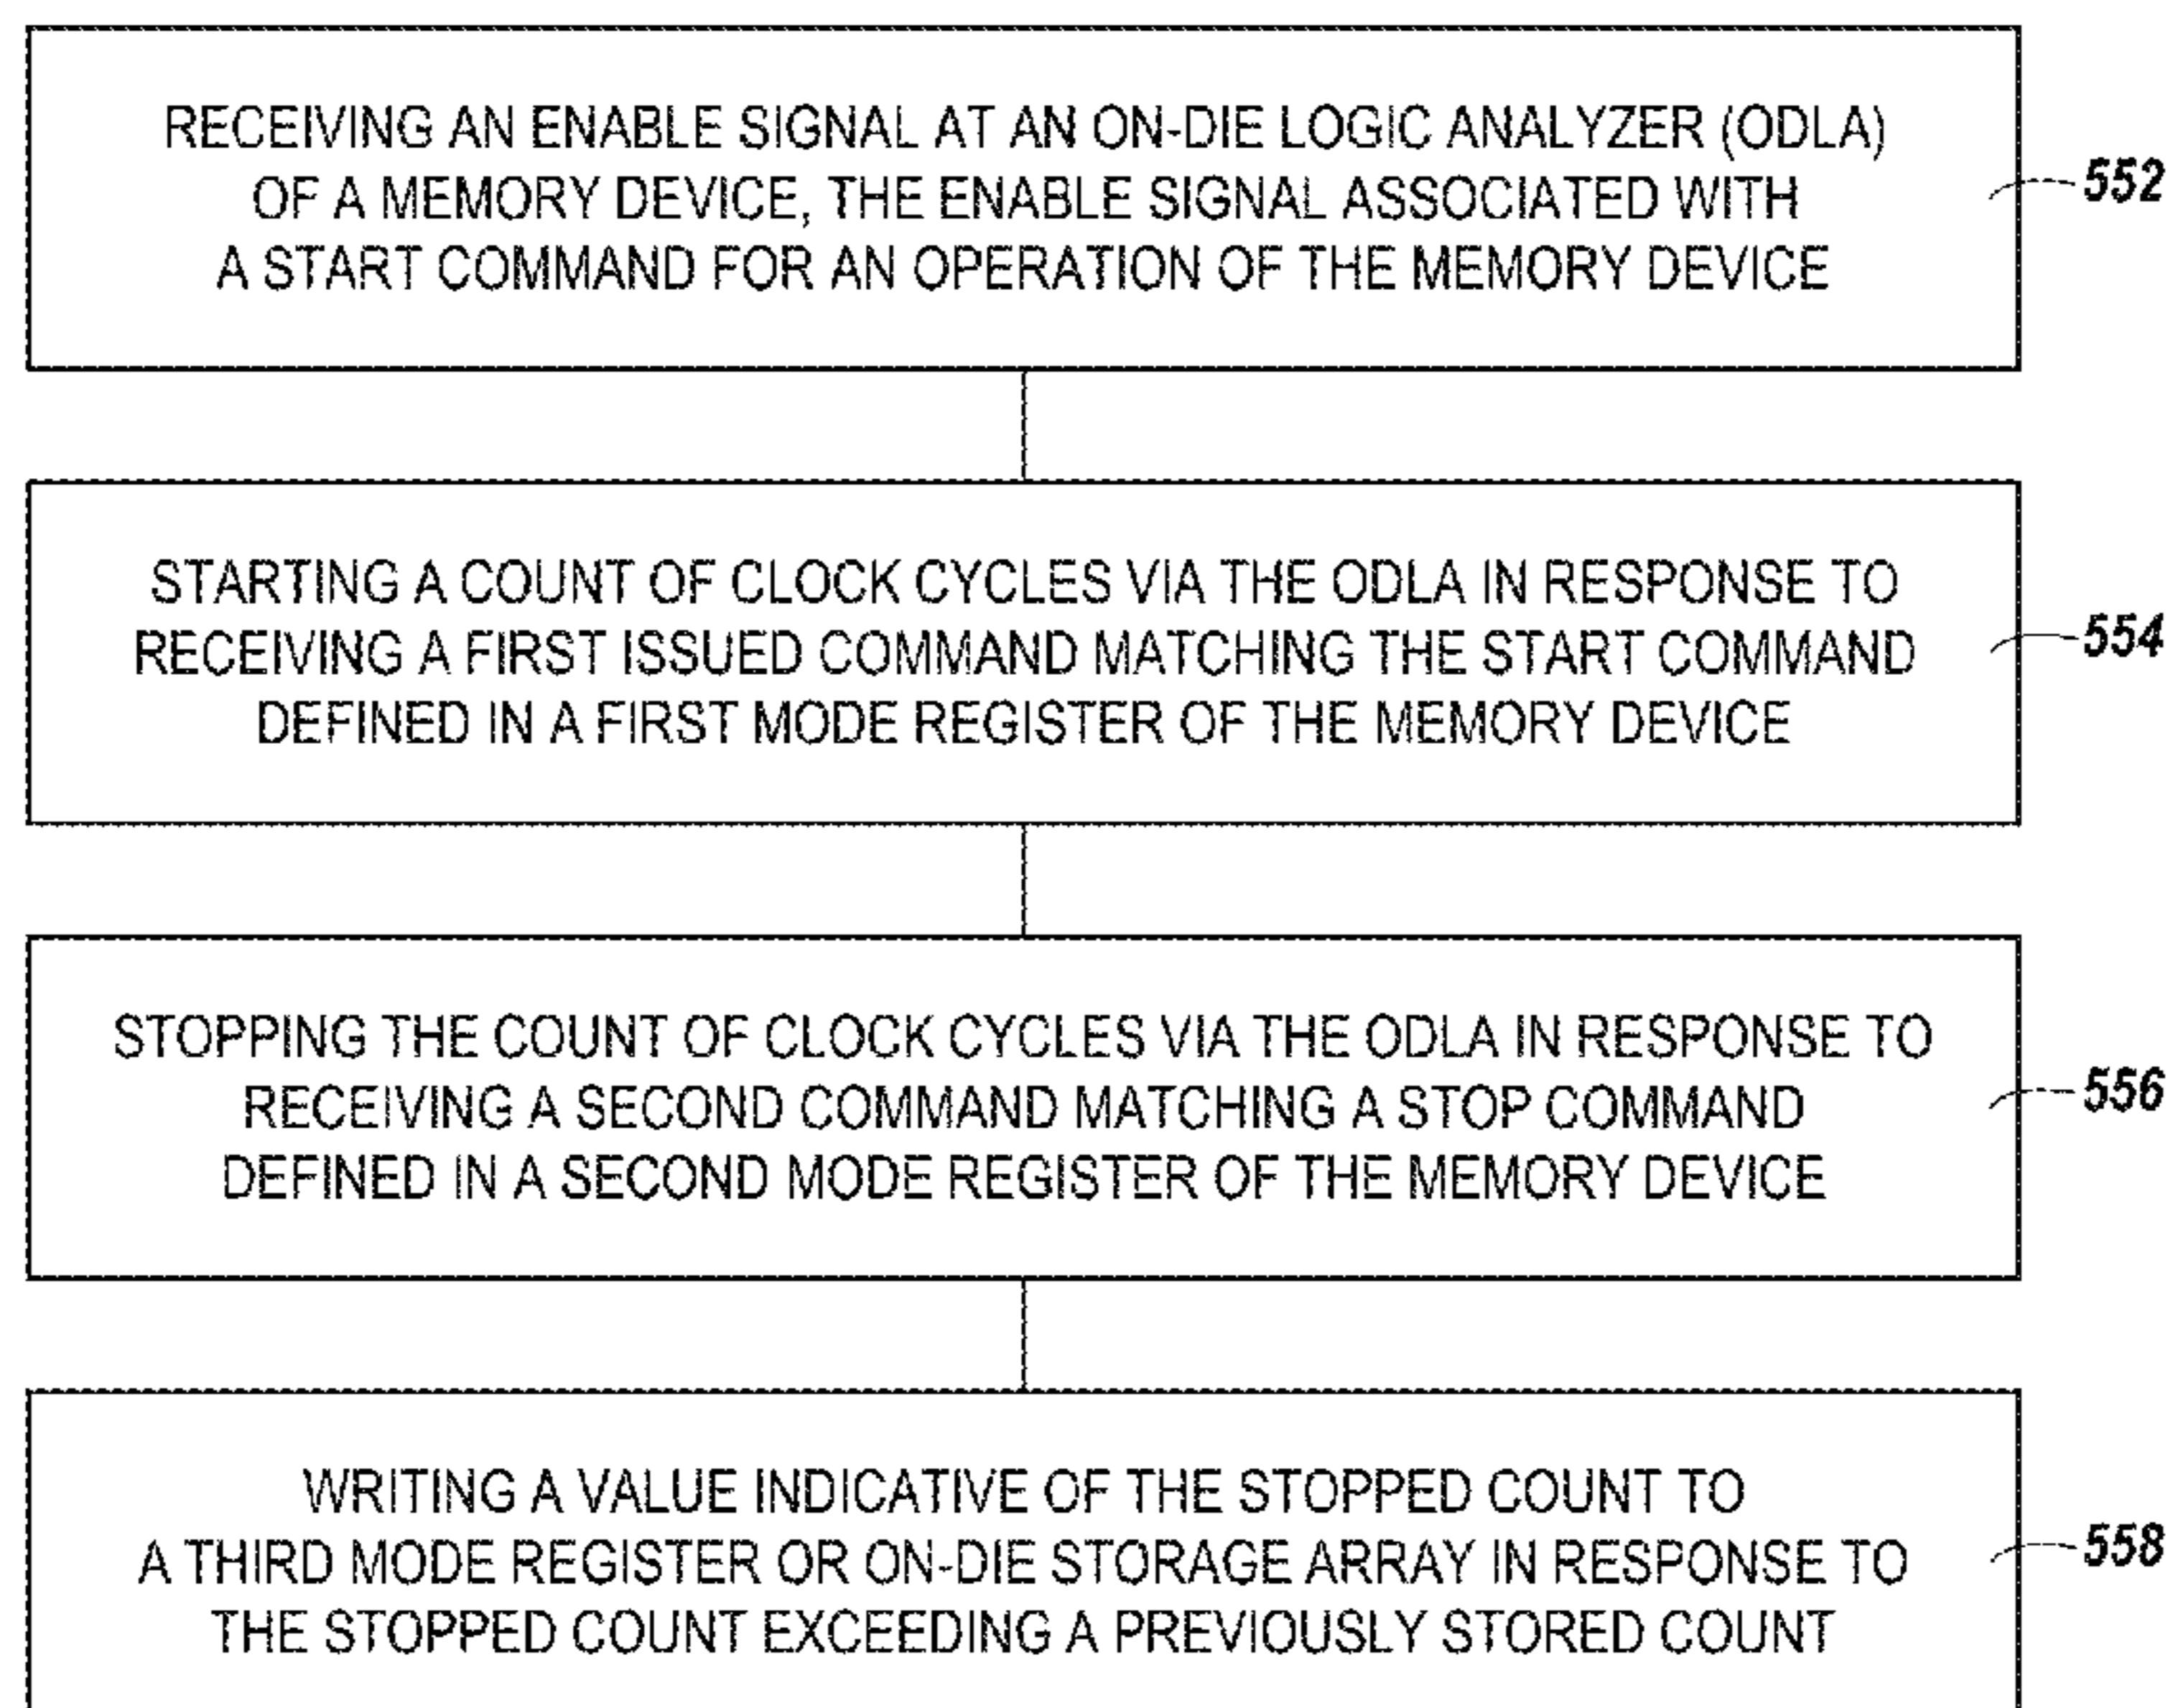 RECEIVING AN ENABLE SIGNAL AT AN ON-DIE LOGIC ANALYZER (ODLA)
OF A MEMORY DEVICE, THE ENABLE SIGNAL ASSOCIATED WITH
A START COMMAND FOR AN OPERATION OF THE MEMORY DEVICE
552
STARTING A COUNT OF CLOCK CYCLES VIA THE ODLA IN RESPONSE TO
RECEIVING A FIRST ISSUED COMMAND MATCHING THE START COMMAND
DEFINED IN A FIRST MODE REGISTER OF THE MEMORY DEVICE
554
STOPPING THE COUNT OF CLOCK CYCLES VIA THE ODLA IN RESPONSE TO
RECEIVING A SECOND COMMAND MATCHING A STOP COMMAND
DEFINED IN A SECOND MODE REGISTER OF THE MEMORY DEVICE
556
WRITING A VALUE INDICATIVE OF THE STOPPED COUNT TO
A THIRD MODE REGISTER OR ON-DIE STORAGE ARRAY IN RESPONSE TO
THE STOPPED COUNT EXCEEDING A PREVIOUSLY STORED COUNT
558